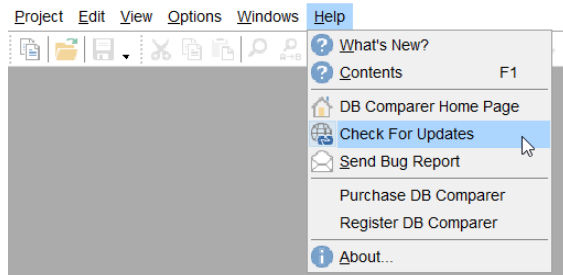 Project Edit View Options Windows Help
What's New?
Contents F1
DB Comparer Home Page
Check For Updates
Send Bug Report
Purchase DB Comparer
Register DB Comparer
About...